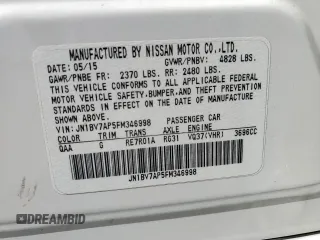 MANUFACTURED BY NISSAN MOTOR CO.,LTD.
DATE: 05/15 GVWR/PNBV: 4828 LBS.
GAWR/PNBE FR: 2370 LBS. RR: 2480 LBS.
THIS VEHICLE CONFORMS TO ALL APPLICABLE FEDERAL
MOTOR VEHICLE SAFETY, BUMPER, AND THEFT PREVENTION
STANDARDS IN EFFECT ON THE DATE OF MANUFACTURE
SHOWN ABOVE.
VIN: JN1BV7AP5FM346998 PASSENGER CAR
COLOR TRIM TRANS AXLE ENGINE
QAA G RE7R01A RG31 VQ37(VHR) 3696CC
JN1BV7AP5FM346998
DREAMBID